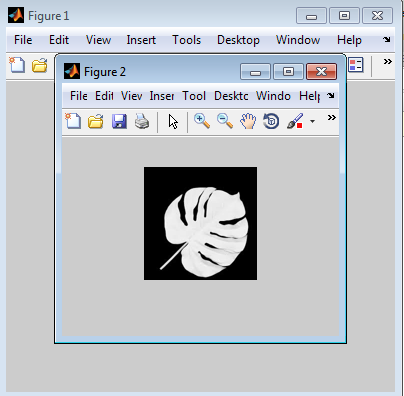 Figure 1
File Edit View Insert Tools Desktop Window Help
Figure 2
File Edit View Inser Tool Deskto Windo Help